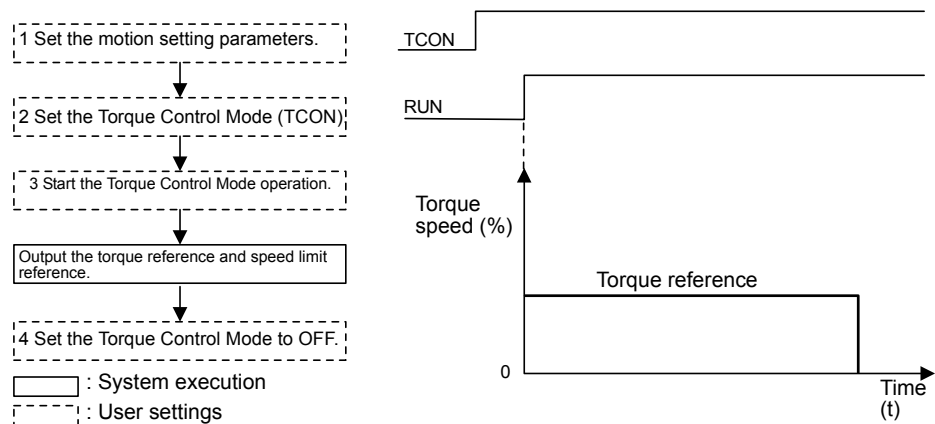 1 Set the motion setting parameters.
2 Set the Torque Control Mode (TCON)
3 Start the Torque Control Mode operation.
Output the torque reference and speed limit
reference.
4 Set the Torque Control Mode to OFF.
: System execution
: User settings
TCON
RUN
Torque
speed (%)
Torque reference
0
Time
(t)